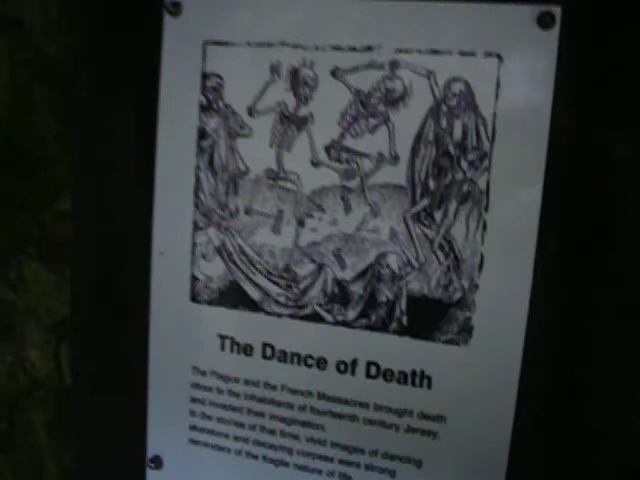 The Dance of Death
The Plague and the French Massacres brought death
close to the inhabitants of fourteenth century Jersey,
and invaded their imagination.
In the stories of that time, vivid images of dancing
skeletons and decaying corpses were strong
reminders of the fragile nature of life